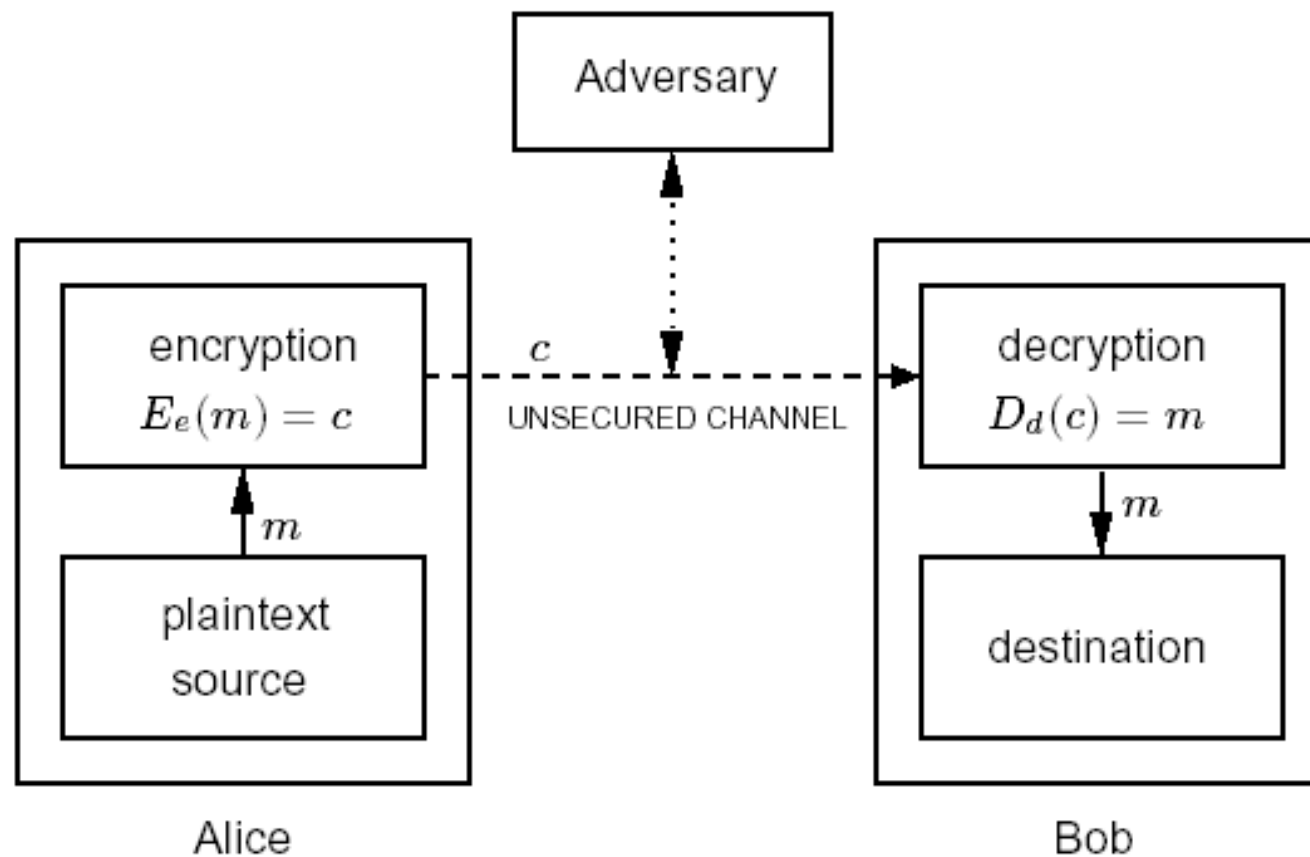 Adversary
encryption
E_e(m) = c
c
UNSECURED CHANNEL
decryption
D_d(c) = m
m
m
plaintext
source
destination
Alice
Bob